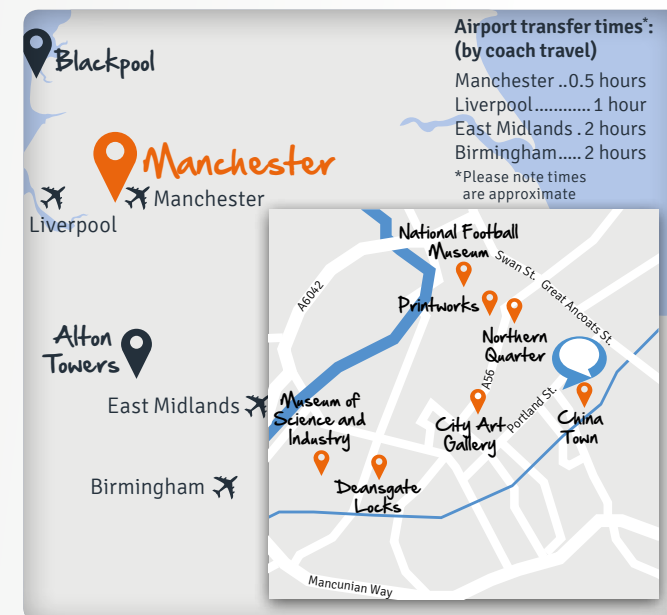 Airport transfer times*:
(by coach travel)
Manchester ..0.5 hours
Liverpool............1 hour
East Midlands . 2 hours
Birmingham..... 2 hours
*Please note times
are approximate
Blackpool
Manchester
Manchester
Liverpool
Alton
Towers
East Midlands
Birmingham
National Football
Museum
Swan St.
Great Ancoats St.
A6042
Printworks
Northern
Quarter
A56
Portland St.
China
Town
City Art
Gallery
Museum of
Science and
Industry
Deansgate
Locks
Mancunian Way